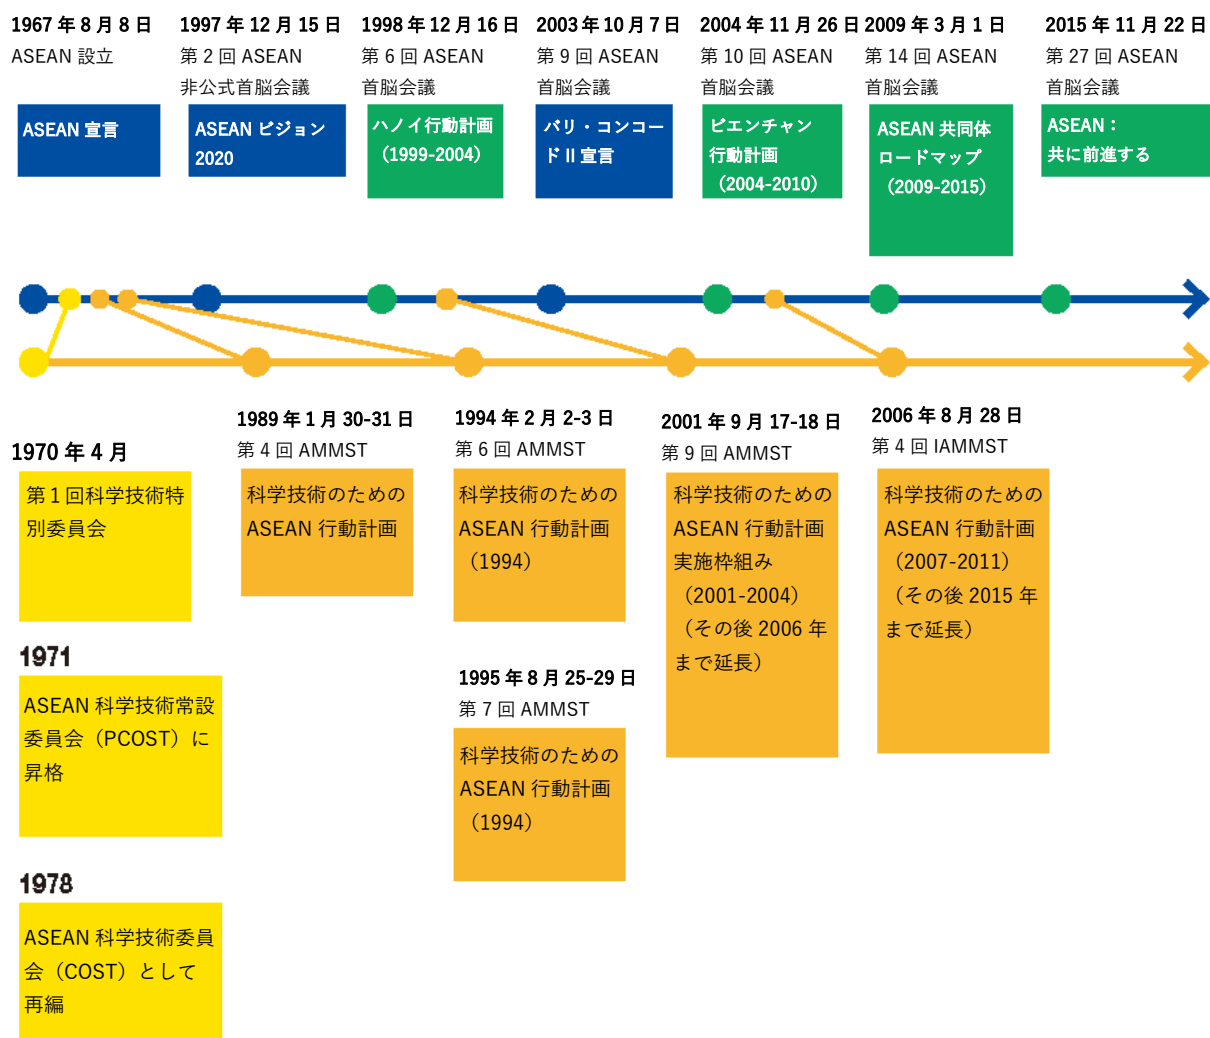 1967 年 8 月 8 日
ASEAN 設立
ASEAN 宣言
1997 年 12 月 15 日
第 2 回 ASEAN
非公式首脳会議
ASEAN ビジョン
2020
1998 年 12 月 16 日
第 6 回 ASEAN
首脳会議
ハノイ行動計画
（1999-2004）
2003 年 10 月 7 日
第 9 回 ASEAN
首脳会議
バリ・コンコー
ド II 宣言
2004 年 11 月 26 日
第 10 回 ASEAN
首脳会議
ビエンチャン
行動計画
（2004-2010）
2009 年 3 月 1 日
第 14 回 ASEAN
首脳会議
ASEAN 共同体
ロードマップ
（2009-2015）
2015 年 11 月 22 日
第 27 回 ASEAN
首脳会議
ASEAN：
共に前進する
1970 年 4 月
第 1 回科学技術特
別委員会
1971
ASEAN 科学技術常設
委員会（PCOST）に
昇格
1978
ASEAN 科学技術委員
会（COST）として
再編
1989 年 1 月 30-31 日
第 4 回 AMMST
科学技術のための
ASEAN 行動計画
1994 年 2 月 2-3 日
第 6 回 AMMST
科学技術のための
ASEAN 行動計画
（1994）
1995 年 8 月 25-29 日
第 7 回 AMMST
科学技術のための
ASEAN 行動計画
（1994）
2001 年 9 月 17-18 日
第 9 回 AMMST
科学技術のための
ASEAN 行動計画
実施枠組み
（2001-2004）
（その後 2006 年
まで延長）
2006 年 8 月 28 日
第 4 回 IAMMST
科学技術のための
ASEAN 行動計画
（2007-2011）
（その後 2015 年
まで延長）